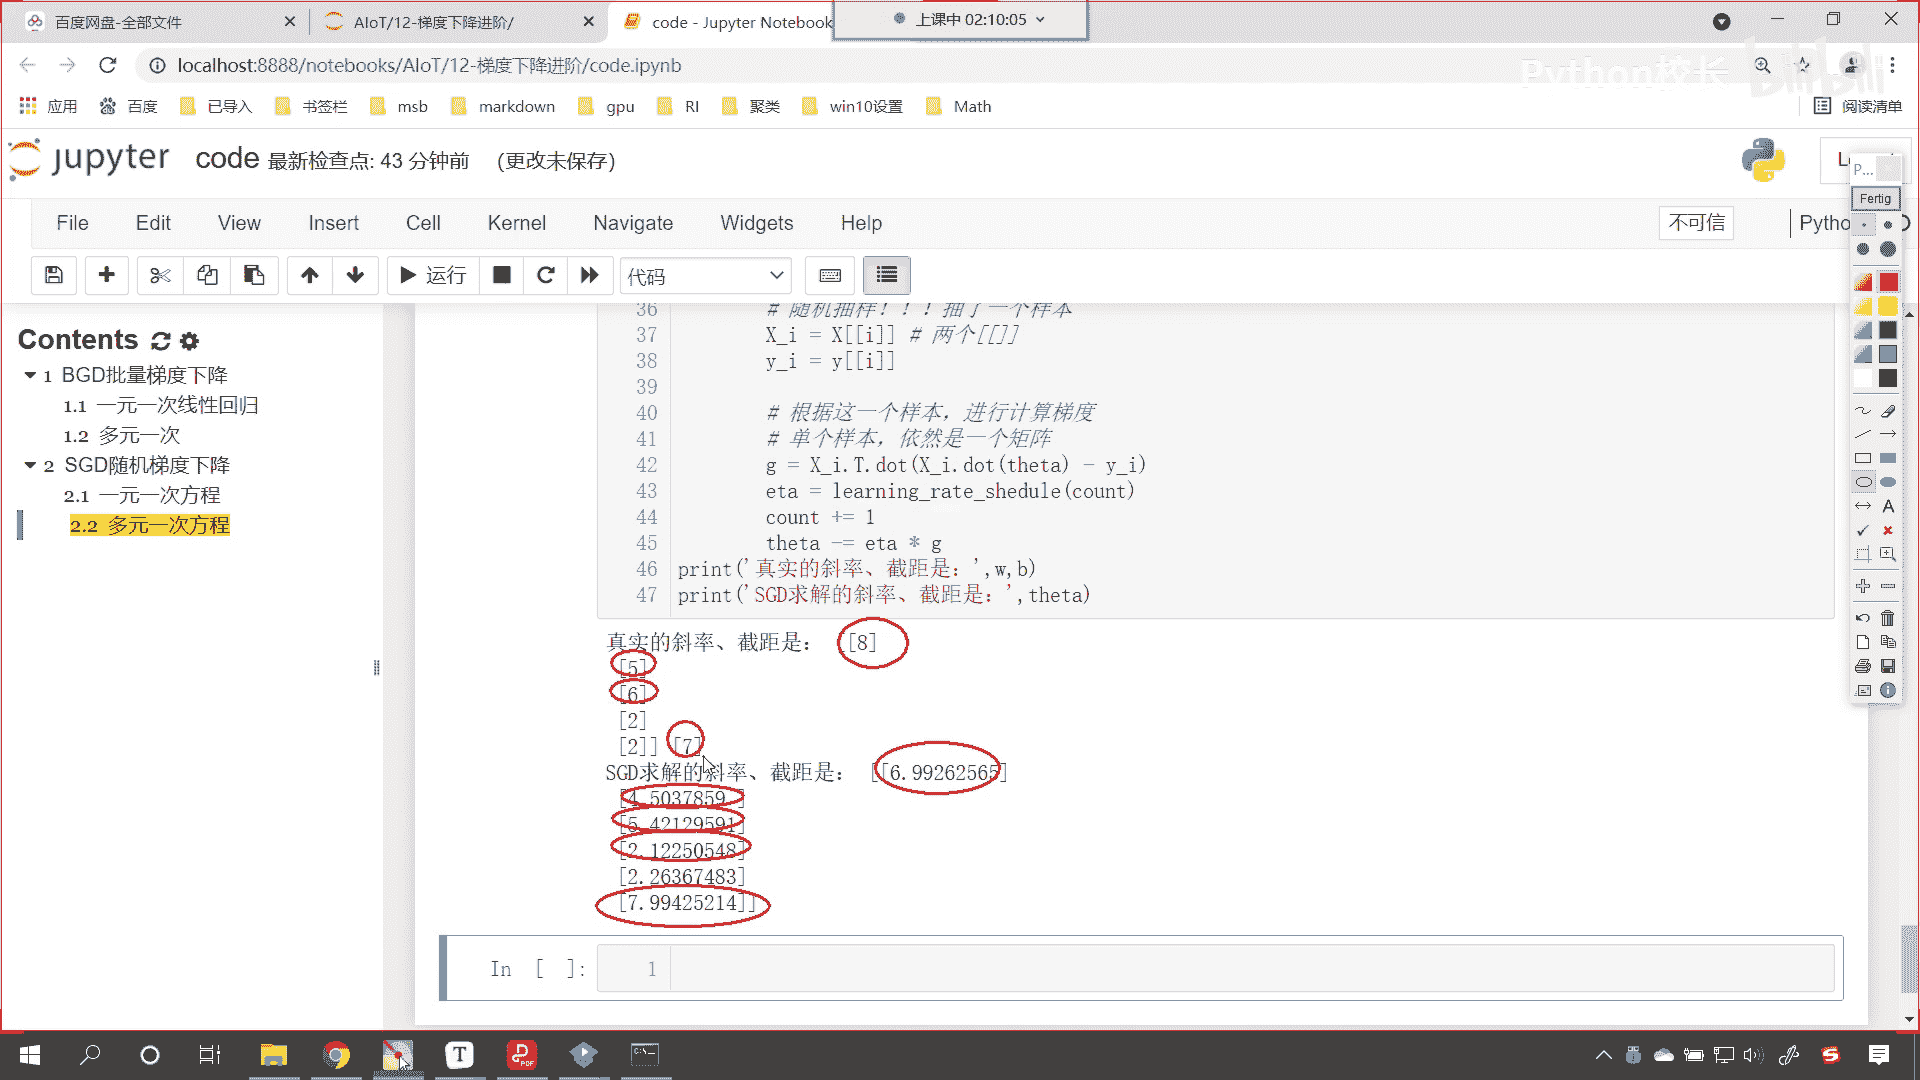 百度网盘-全部文件
AIoT/12-梯度下降进阶/
code - Jupyter Notebook
上课中 02:10:05
localhost:8888/notebooks/AIoT/12-梯度下降进阶/code.ipynb
Python校长 bilibili
应用 百度 已导入 书签栏 msb markdown gpu RI 聚类 win10设置 Math 阅读清单
jupyter code 最新检查点: 43 分钟前 (更改未保存)
P...
Fertig
File Edit View Insert Cell Kernel Navigate Widgets Help 不可信
运行 代码
Contents
1 BGD批量梯度下降
1.1 一元一次线性回归
1.2 多元一次
2 SGD随机梯度下降
2.1 一元一次方程
2.2 多元一次方程
36 # 随机抽样！！！抽了一个样本
37 X_i = X[[i]] # 两个[[]]
38 y_i = y[[i]]
39
40 # 根据这一个样本，进行计算梯度
41 # 单个样本，依然是一个矩阵
42 g = X_i.T.dot(X_i.dot(theta) - y_i)
43 eta = learning_rate_shedule(count)
44 count += 1
45 theta -= eta * g
46 print('真实的斜率、截距是：',w,b)
47 print('SGD求解的斜率、截距是：',theta)
真实的斜率、截距是： [[8]
[5]
[6]
[2]
[2]] [7]
SGD求解的斜率、截距是： [[6.99262565]
[4.5037859 ]
[5.42129591]
[2.12250548]
[2.26367483]
[7.99425214]]
In [ ]: 1